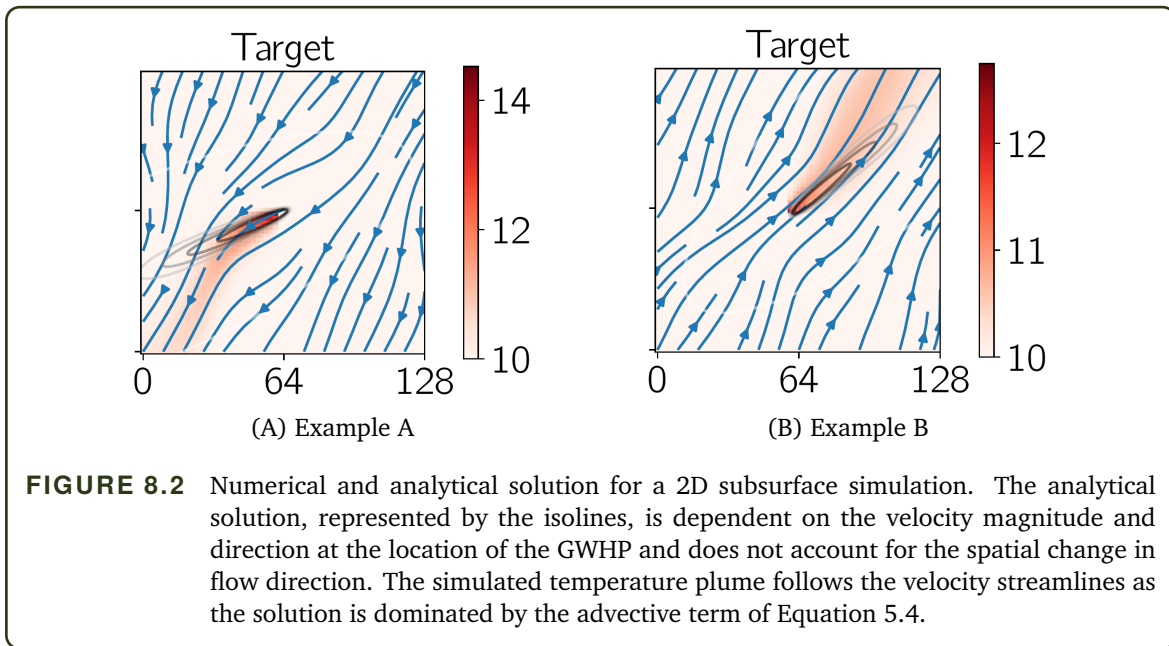 Target
14
12
10
0 64 128
(A) Example A
Target
12
11
10
0 64 128
(B) Example B
FIGURE 8.2 Numerical and analytical solution for a 2D subsurface simulation. The analytical
solution, represented by the isolines, is dependent on the velocity magnitude and
direction at the location of the GWHP and does not account for the spatial change in
flow direction. The simulated temperature plume follows the velocity streamlines as
the solution is dominated by the advective term of Equation 5.4.